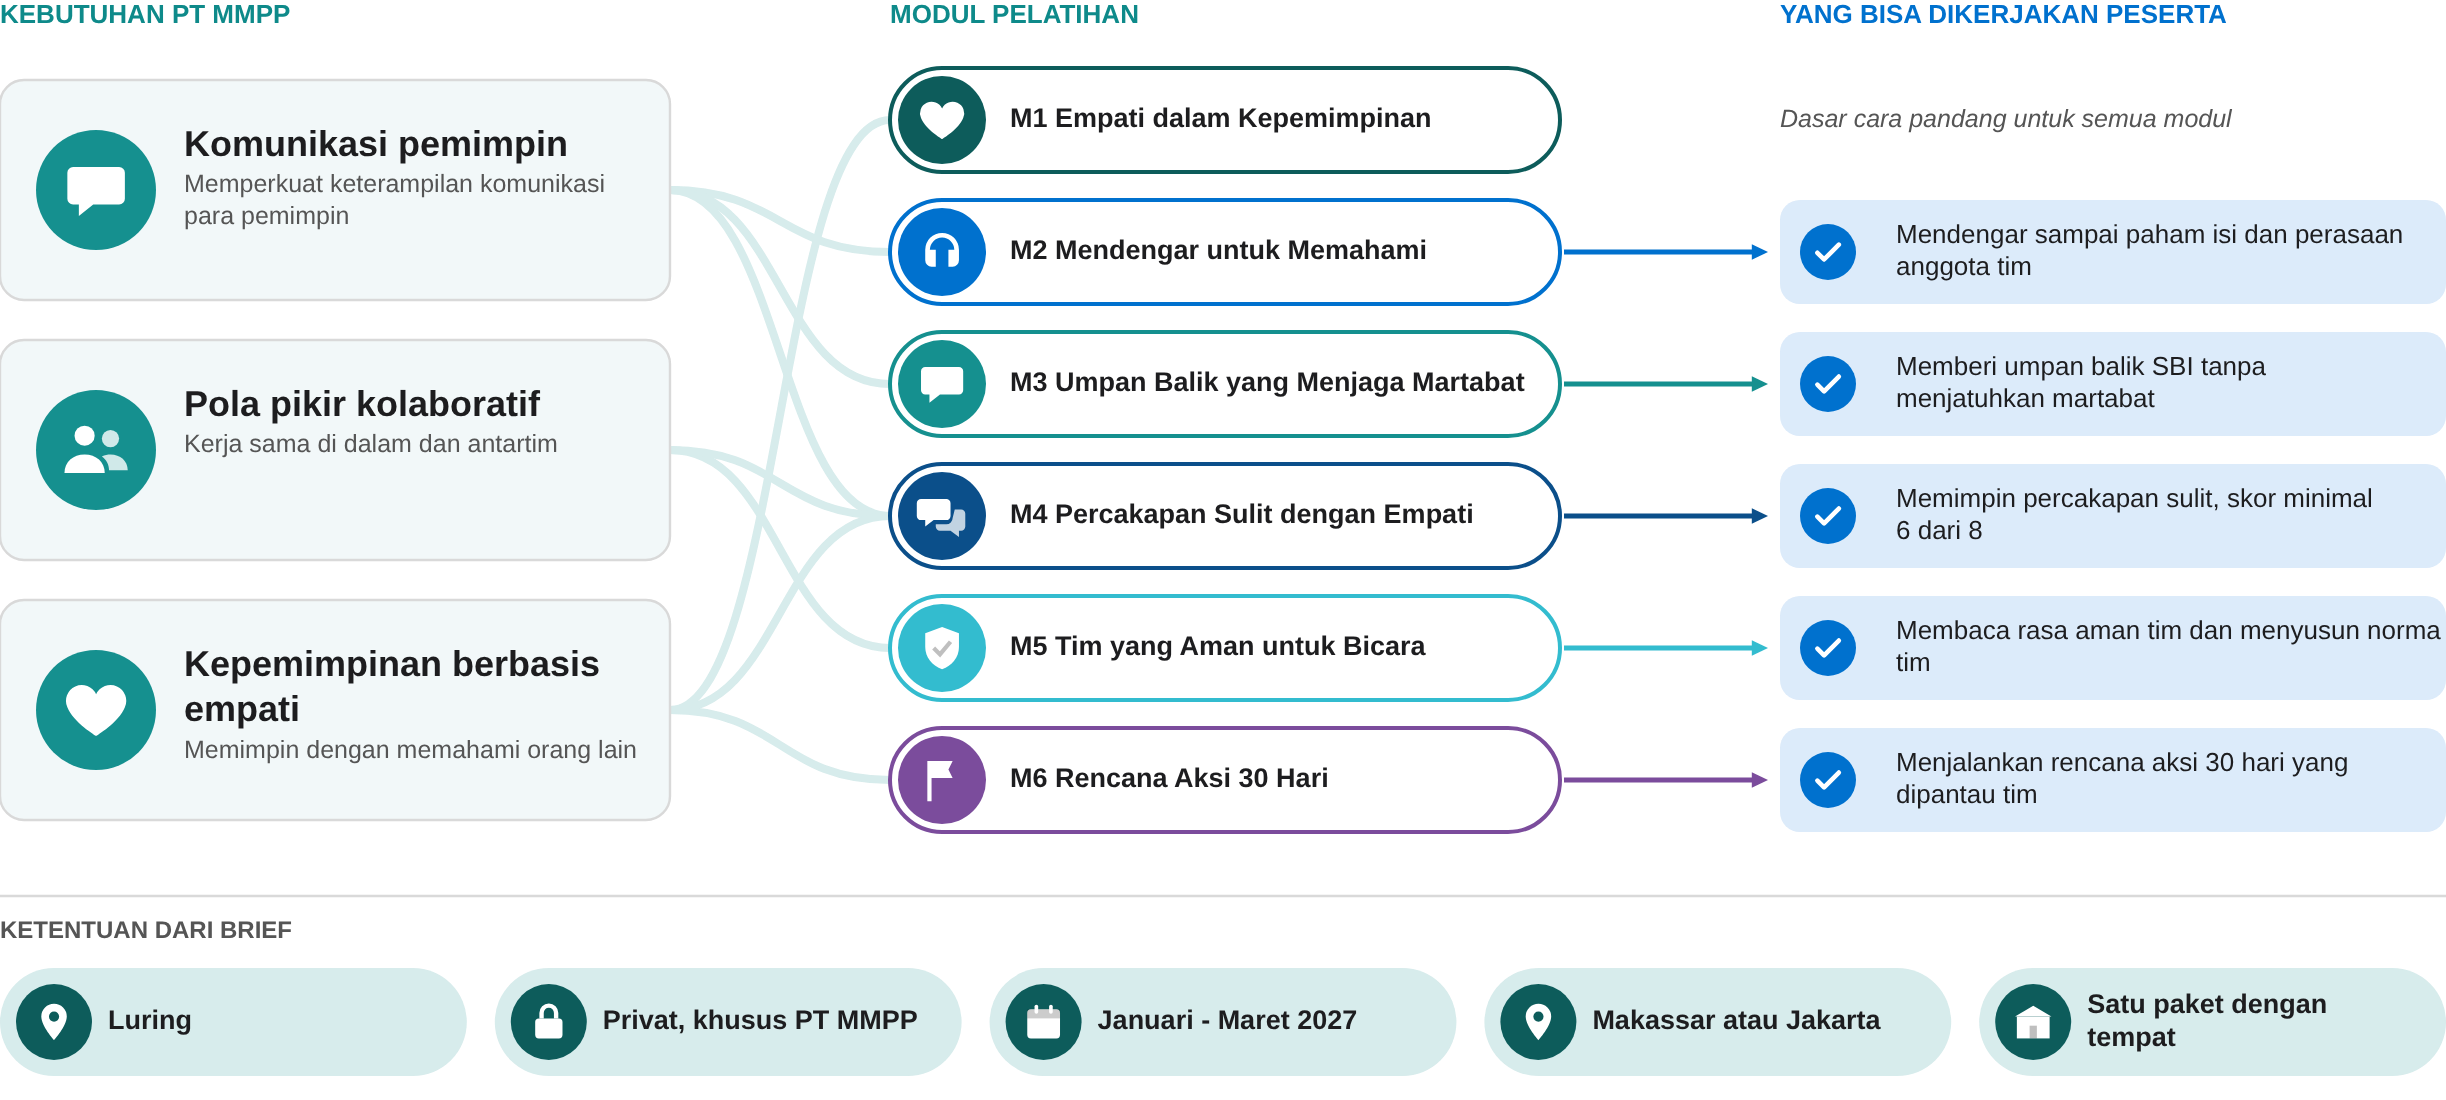 KEBUTUHAN PT MMPP
MODUL PELATIHAN
YANG BISA DIKERJAKAN PESERTA
Komunikasi pemimpin
Memperkuat keterampilan komunikasi
para pemimpin
Pola pikir kolaboratif
Kerja sama di dalam dan antartim
Kepemimpinan berbasis
empati
Memimpin dengan memahami orang lain
M1 Empati dalam Kepemimpinan
M2 Mendengar untuk Memahami
M3 Umpan Balik yang Menjaga Martabat
M4 Percakapan Sulit dengan Empati
M5 Tim yang Aman untuk Bicara
M6 Rencana Aksi 30 Hari
Dasar cara pandang untuk semua modul
Mendengar sampai paham isi dan perasaan
anggota tim
Memberi umpan balik SBI tanpa
menjatuhkan martabat
Memimpin percakapan sulit, skor minimal
6 dari 8
Membaca rasa aman tim dan menyusun norma
tim
Menjalankan rencana aksi 30 hari yang
dipantau tim
KETENTUAN DARI BRIEF
Luring
Privat, khusus PT MMPP
Januari - Maret 2027
Makassar atau Jakarta
Satu paket dengan
tempat